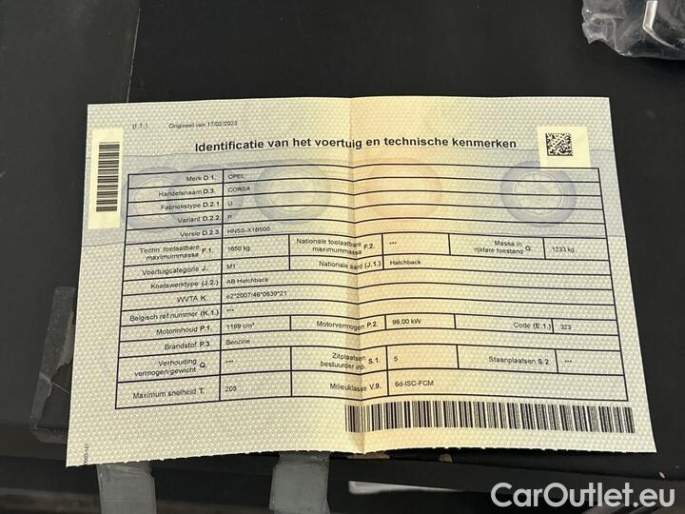 (I.1.) Origineel van 17/02/2023
Identificatie van het voertuig en technische kenmerken
Merk D.1. OPEL
Handelsnaam D.3. CORSA
Fabriekstype D.2.1. U
Variant D.2.2. P
Versie D.2.3.
Techn. toelaatbare maximummassa F.1. 1650 kg Nationale toelaatbare maximummassa F.2. *** Massa in rijklare toestand G. 1233 kg
Voertuigcategorie J. M1 Nationale aard (J.1.) Hatchback
Koetswerktype (J.2.) AB Hatchback
WVTA K. e2*2007/46*0639*21
Belgisch ref.nummer (K.1.) ***
Motorinhoud P.1. 1199 cm³ Motorvermogen P.2. 96,00 kW Code (E.1.) 323
Brandstof P.3. Benzine
Verhouding vermogen/gewicht Q. *** Zitplaatsen bestuurder incl. S.1. 5 Staanplaatsen S.2. ***
Maximum snelheid T. 208 Milieuklasse V.9. 6d-ISC-FCM
CarOutlet.eu